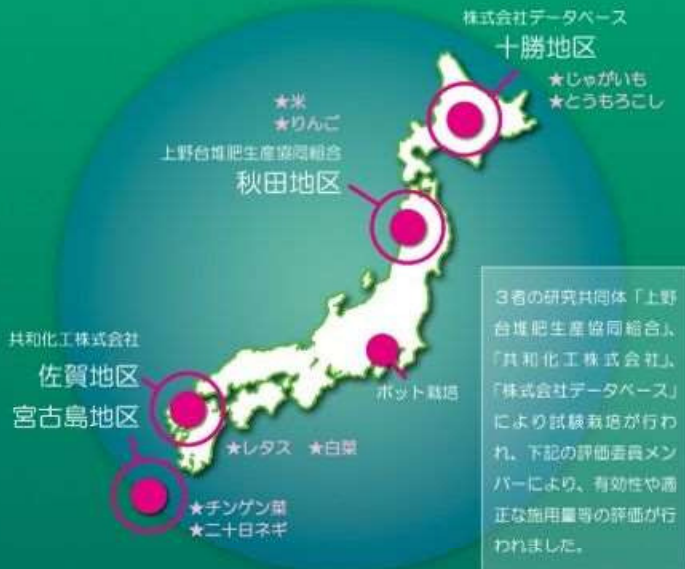 株式会社データベース
十勝地区
★じゃがいも
★とうもろこし
★米
★りんご
上野台堆肥生産協同組合
秋田地区
共和化工株式会社
佐賀地区
宮古島地区
ポット栽培
★レタス ★白菜
★チンゲン菜
★二十日ネギ
3者の研究共同体「上野
台堆肥生産協同組合」、
「共和化工株式会社」、
「株式会社データベース」
により試験栽培が行わ
れ、下記の評価委員メン
バーにより、有効性や適
正な施用量等の評価が行
われました。